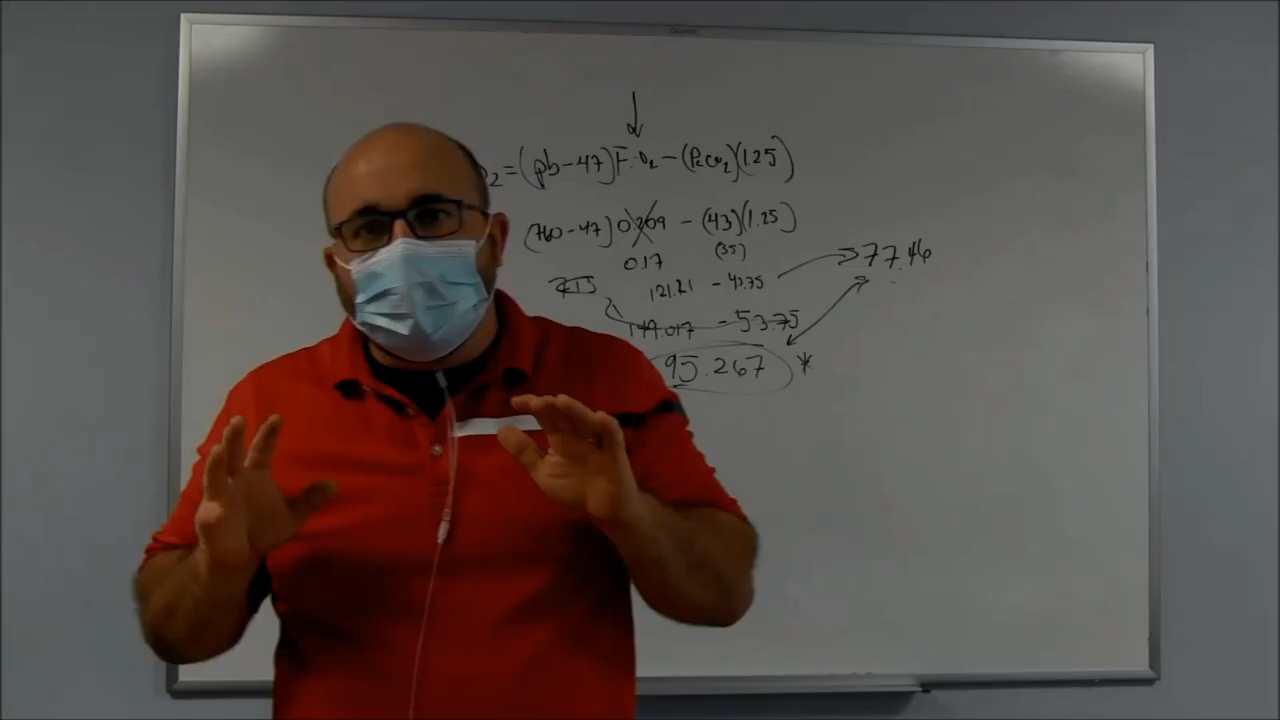 O₂ = (pb-47) FiO₂ - (PaCO₂)(1.25)
(760-47) 0.209 - (43)(1.25)
0.17 (35)
121.21 - 43.75 77.46
149.017 - 53.75
95.267 *